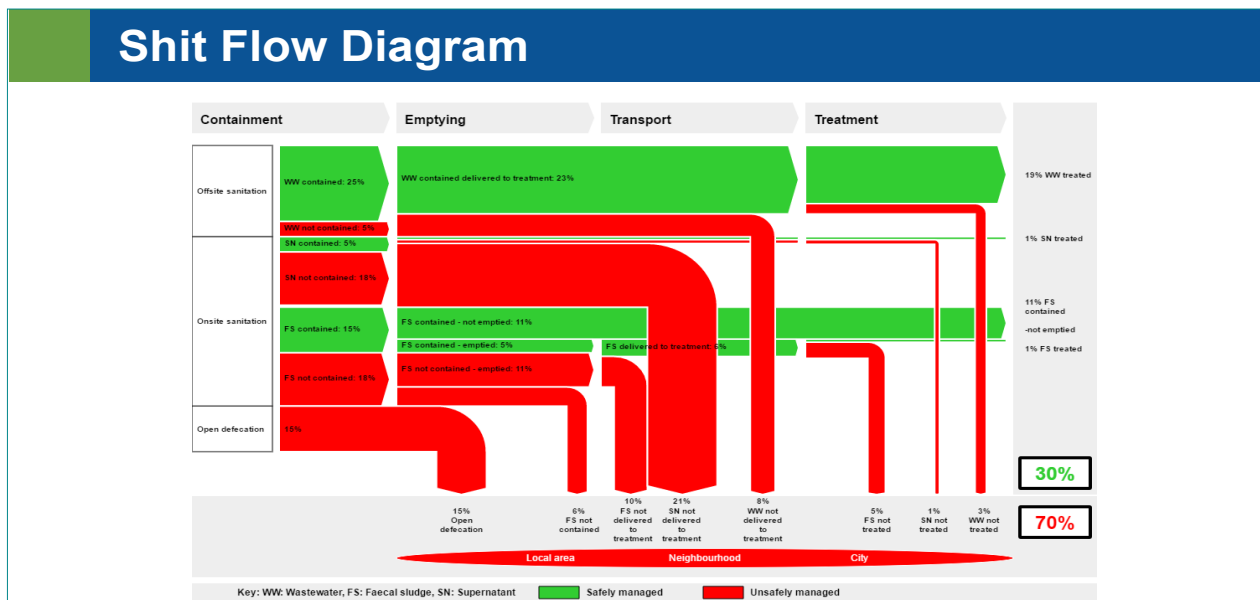 Shit Flow Diagram
Containment
Emptying
Transport
Treatment
Offsite sanitation
WW contained: 25%
WW contained delivered to treatment: 23%
19% WW treated
WW not contained: 5%
SN contained: 5%
1% SN treated
SN not contained: 18%
Onsite sanitation
FS contained: 15%
FS contained - not emptied: 11%
11% FS
contained
-not emptied
FS contained - emptied: 5%
FS delivered to treatment: 6%
1% FS treated
FS not contained: 18%
FS not contained - emptied: 11%
Open defecation
15%
30%
15%
Open
defecation
6%
FS not
contained
10%
FS not
delivered
to
treatment
21%
SN not
delivered
to
treatment
8%
WW not
delivered
to
treatment
5%
FS not
treated
1%
SN not
treated
3%
WW not
treated
70%
Local area
Neighbourhood
City
Key: WW: Wastewater, FS: Faecal sludge, SN: Supernatant
Safely managed
Unsafely managed